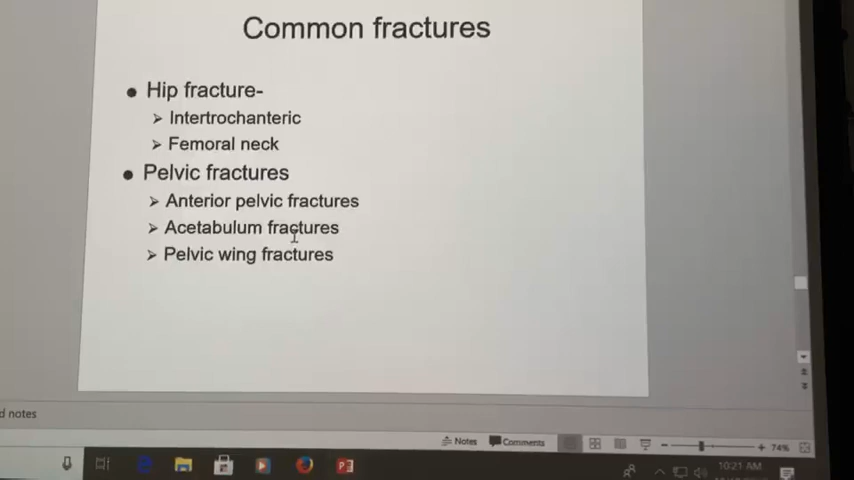 Common fractures
Hip fracture-
Intertrochanteric
Femoral neck
Pelvic fractures
Anterior pelvic fractures
Acetabulum fractures
Pelvic wing fractures
d notes
Notes Comments 74%
10:21 AM